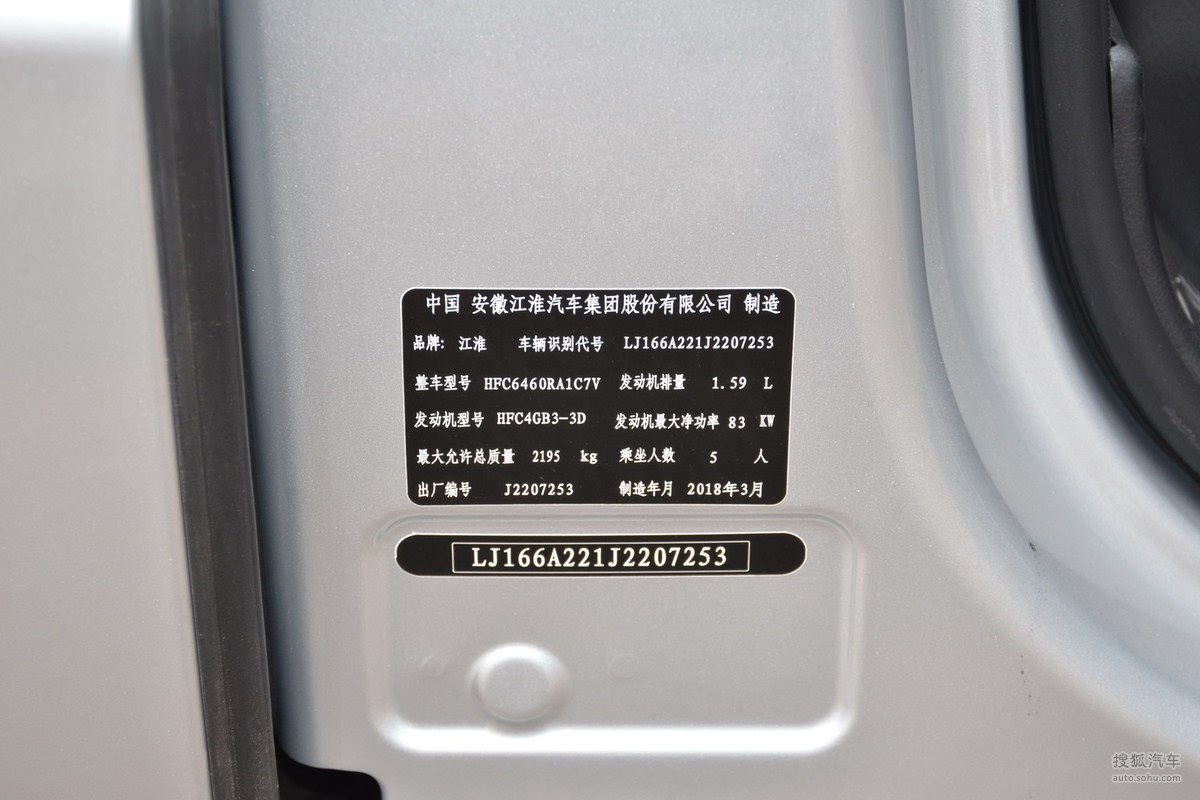 中国 安徽江淮汽车集团股份有限公司 制造
品牌: 江淮 车辆识别代号 LJ166A221J2207253
整车型号 HFC6460RA1C7V 发动机排量 1.59 L
发动机型号 HFC4GB3-3D 发动机最大净功率 83 KW
最大允许总质量 2195 kg 乘坐人数 5 人
出厂编号 J2207253 制造年月 2018年3月
LJ166A221J2207253
搜狐汽车
auto.sohu.com